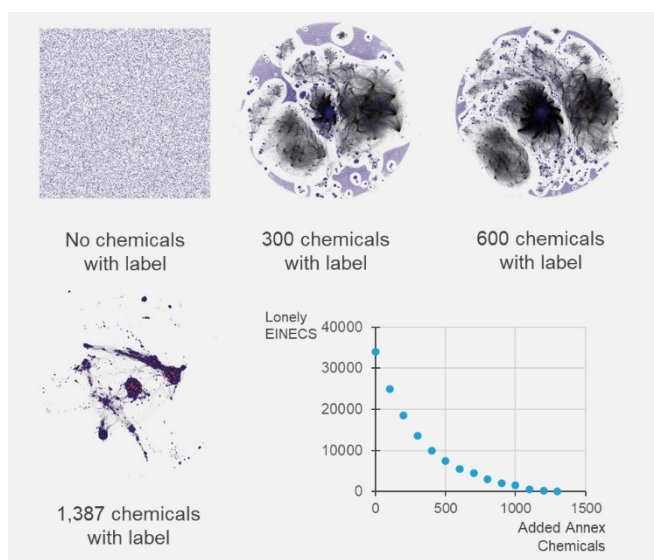 No chemicals
with label
300 chemicals
with label
600 chemicals
with label
1,387 chemicals
with label
Lonely
EINECS
40000
30000
20000
10000
0
0
500
1000
1500
Added Annex
Chemicals